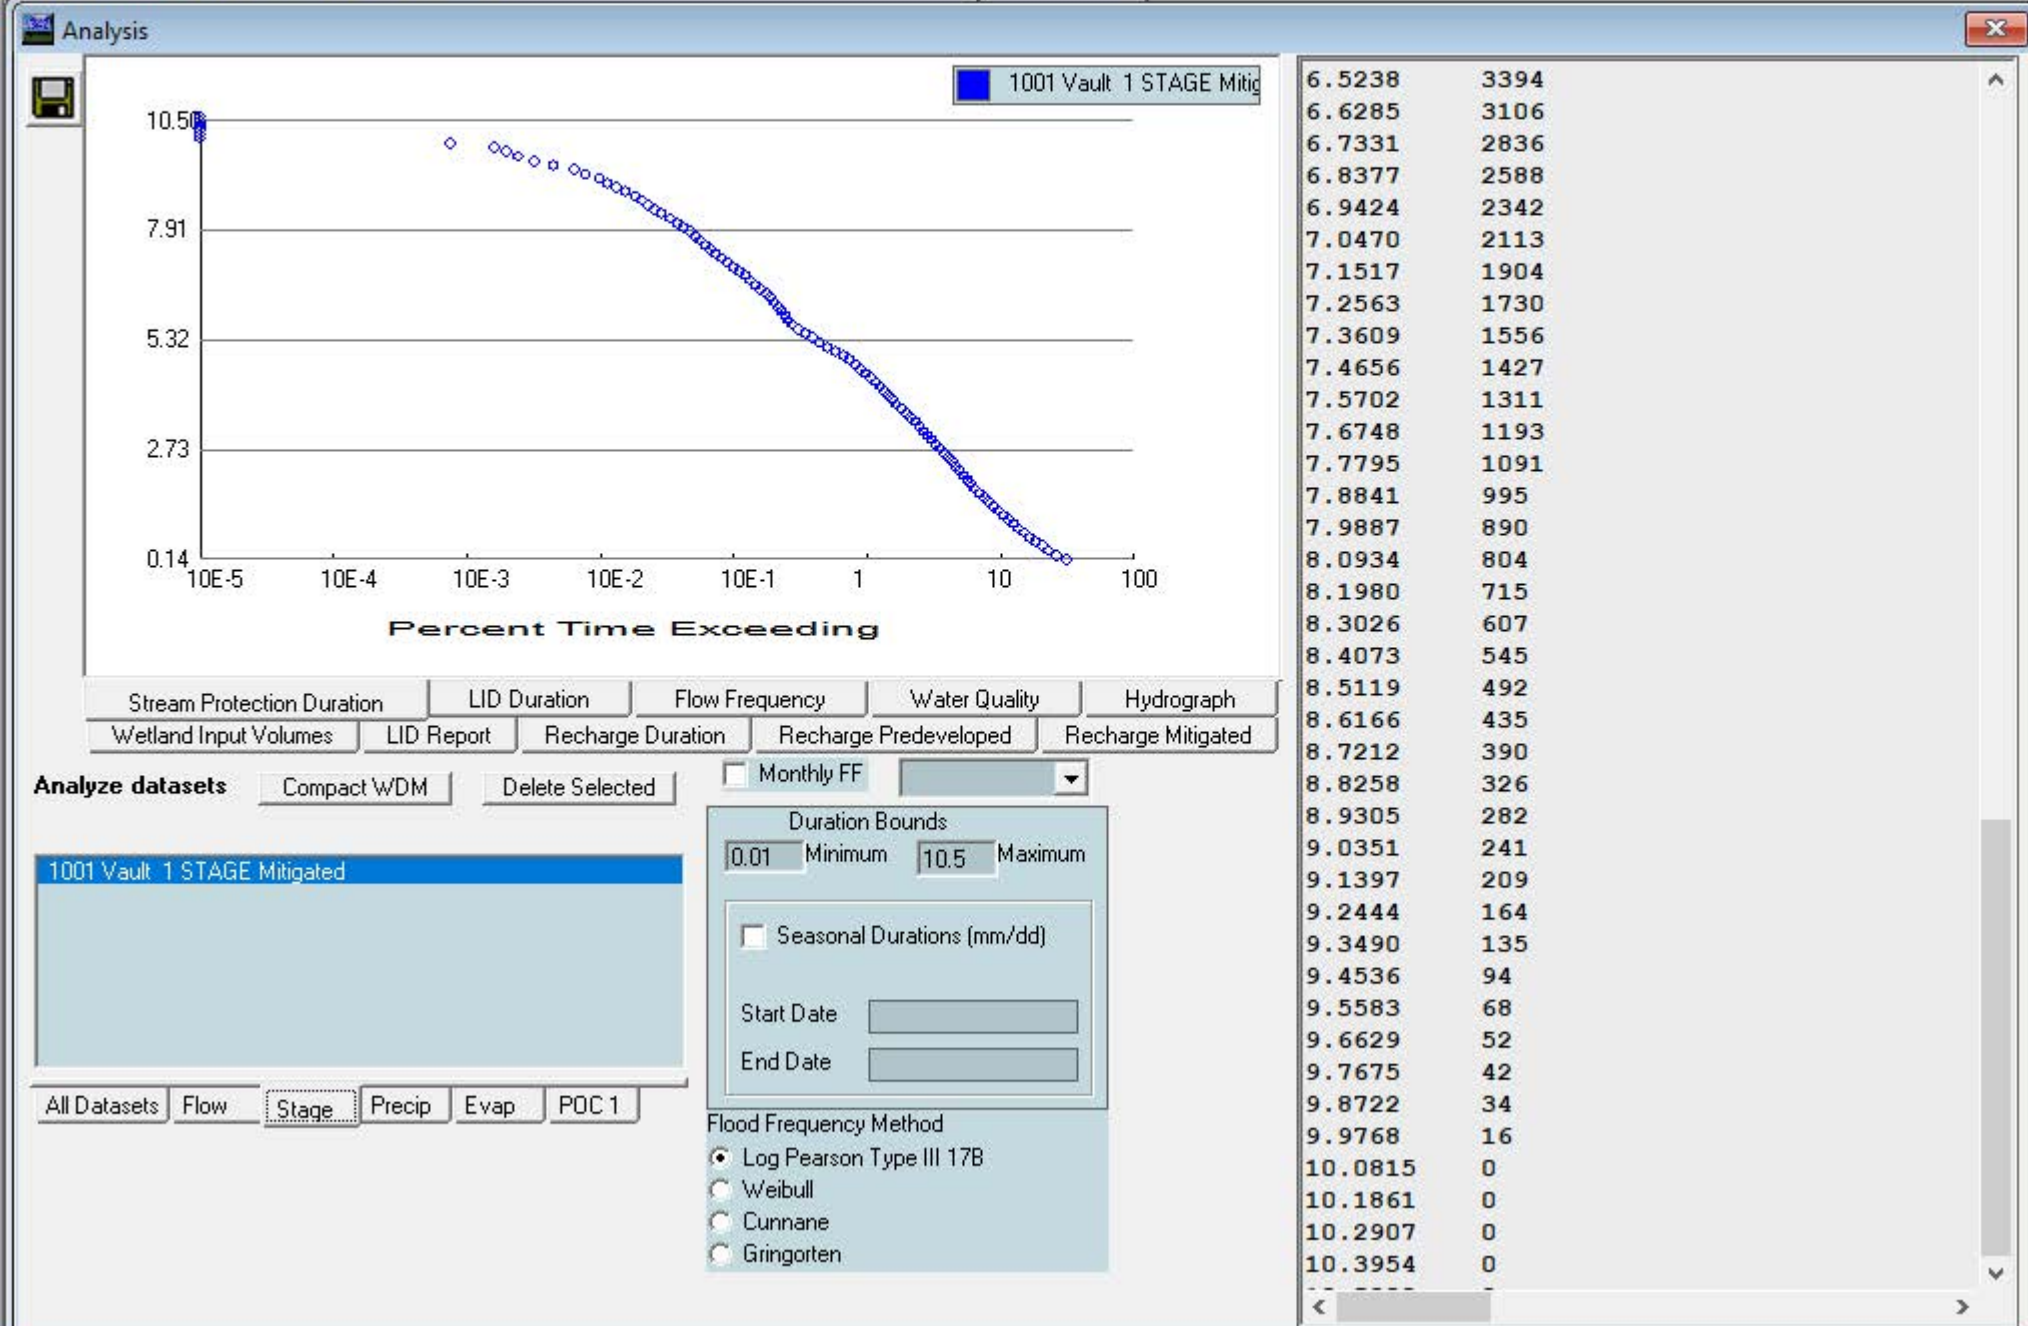 Analysis
1001 Vault 1 STAGE Mitig
10.50
7.91
5.32
2.73
0.14
10E-5 10E-4 10E-3 10E-2 10E-1 1 10 100
Percent Time Exceeding
Stream Protection Duration LID Duration Flow Frequency Water Quality Hydrograph
Wetland Input Volumes LID Report Recharge Duration Recharge Predeveloped Recharge Mitigated
Analyze datasets Compact WDM Delete Selected Monthly FF
1001 Vault 1 STAGE Mitigated
All Datasets Flow Stage Precip Evap POC 1
Duration Bounds
0.01 Minimum 10.5 Maximum
Seasonal Durations (mm/dd)
Start Date
End Date
Flood Frequency Method
Log Pearson Type III 17B
Weibull
Cunnane
Gringorten
6.5238 3394
6.6285 3106
6.7331 2836
6.8377 2588
6.9424 2342
7.0470 2113
7.1517 1904
7.2563 1730
7.3609 1556
7.4656 1427
7.5702 1311
7.6748 1193
7.7795 1091
7.8841 995
7.9887 890
8.0934 804
8.1980 715
8.3026 607
8.4073 545
8.5119 492
8.6166 435
8.7212 390
8.8258 326
8.9305 282
9.0351 241
9.1397 209
9.2444 164
9.3490 135
9.4536 94
9.5583 68
9.6629 52
9.7675 42
9.8722 34
9.9768 16
10.0815 0
10.1861 0
10.2907 0
10.3954 0